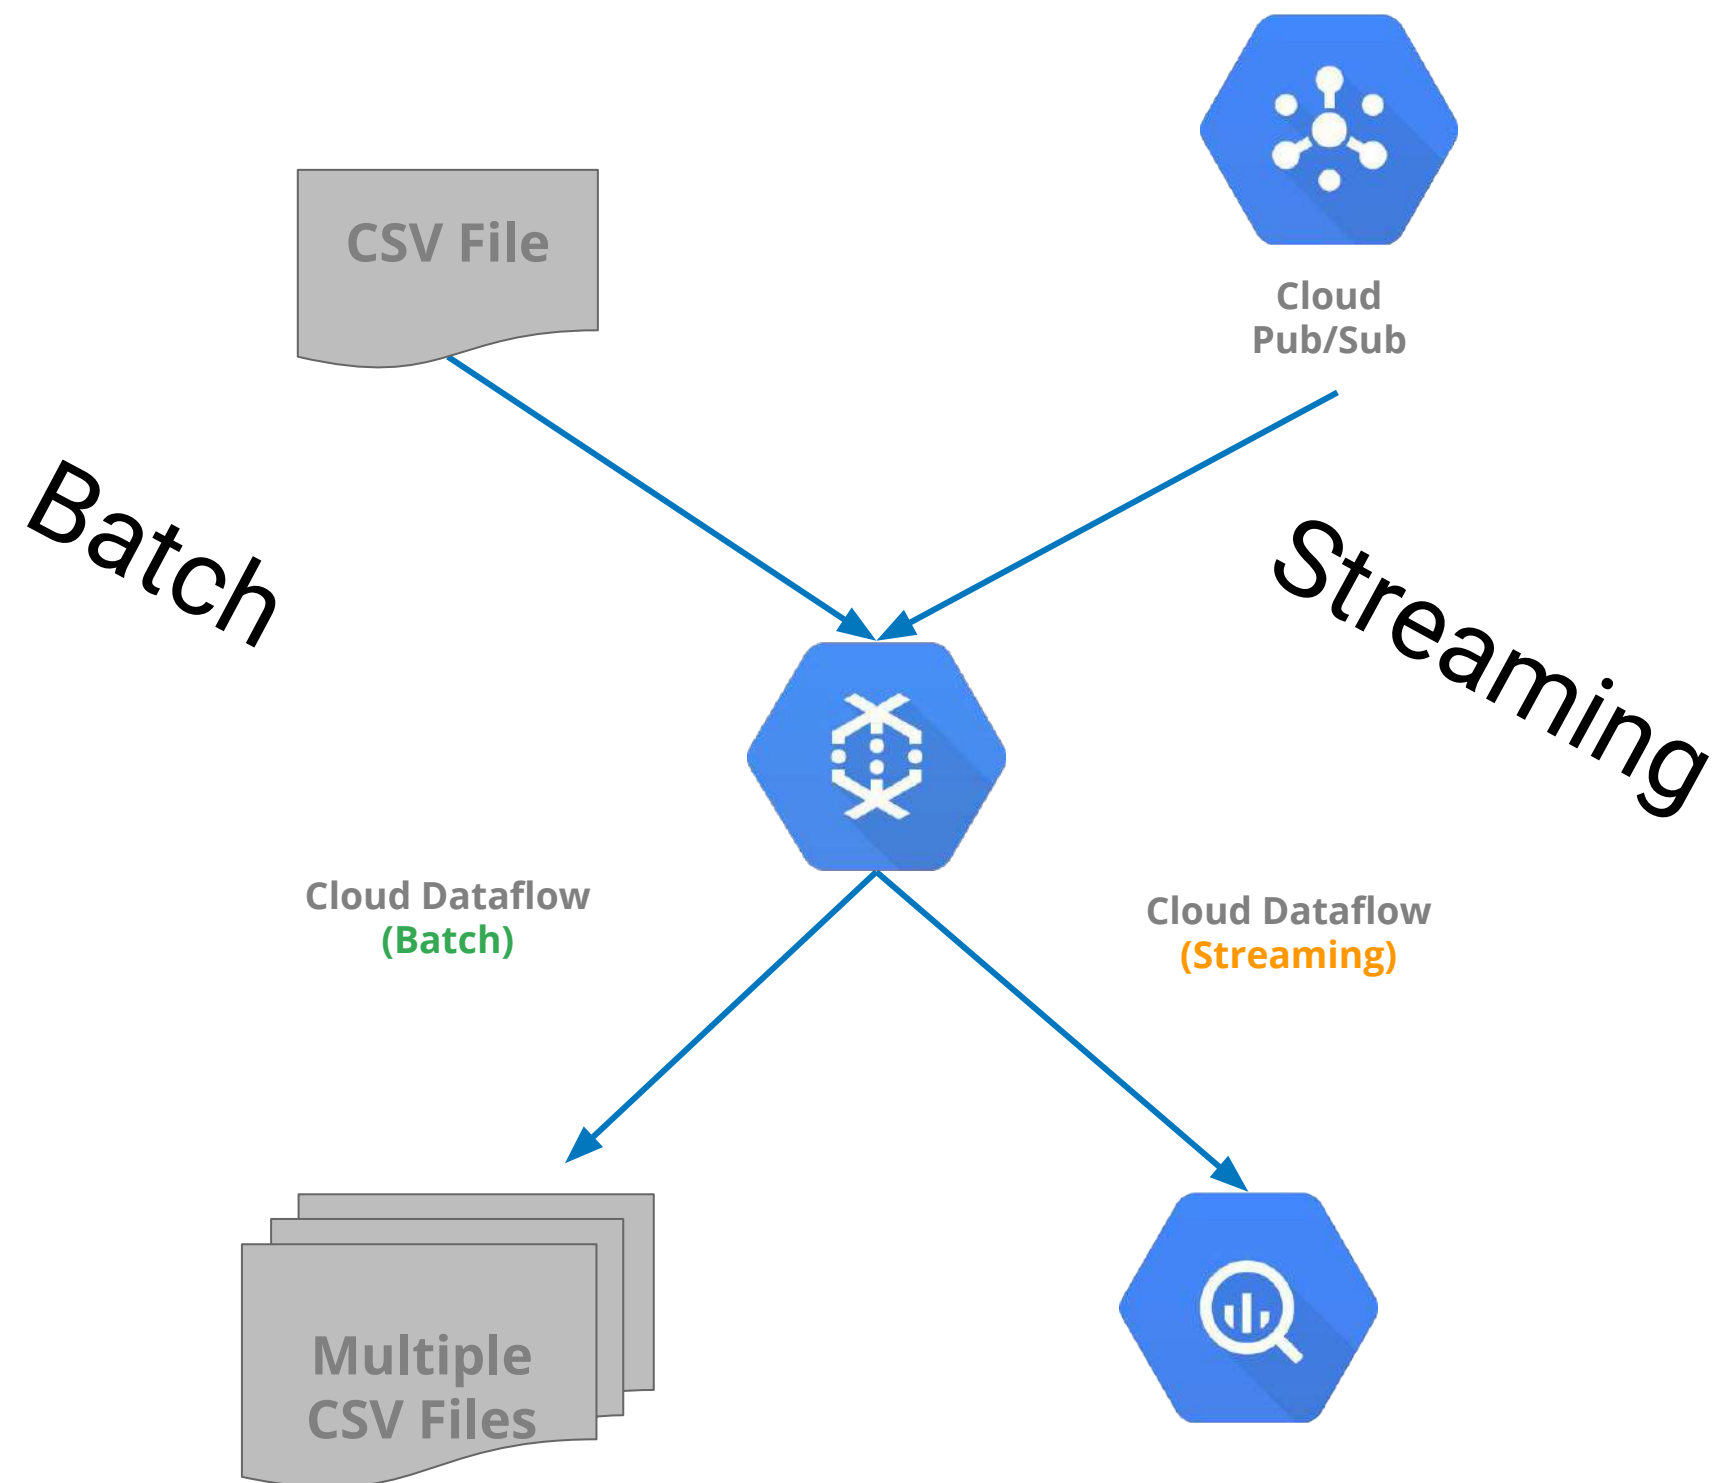 CSV File
Cloud
Pub/Sub
Batch
Streaming
Cloud Dataflow
(Batch)
Cloud Dataflow
(Streaming)
Multiple
CSV Files